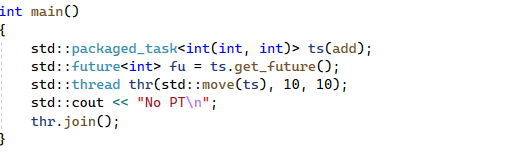 int main()
{
    std::packaged_task<int(int, int)> ts(add);
    std::future<int> fu = ts.get_future();
    std::thread thr(std::move(ts), 10, 10);
    std::cout << "No PT\n";
    thr.join();
}